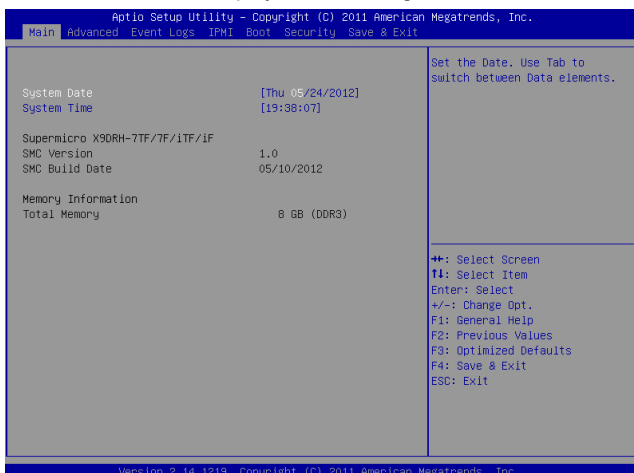 Aptio Setup Utility – Copyright (C) 2011 American Megatrends, Inc.
Main Advanced Event Logs IPMI Boot Security Save & Exit
Set the Date. Use Tab to
switch between Data elements.
System Date [Thu 05/24/2012]
System Time [19:38:07]
Supermicro X9DRH-7TF/7F/iTF/iF
SMC Version 1.0
SMC Build Date 05/10/2012
Memory Information
Total Memory 8 GB (DDR3)
→←: Select Screen
↑↓: Select Item
Enter: Select
+/-: Change Opt.
F1: General Help
F2: Previous Values
F3: Optimized Defaults
F4: Save & Exit
ESC: Exit
Version 2.14.1219. Copyright (C) 2011 American Megatrends, Inc.